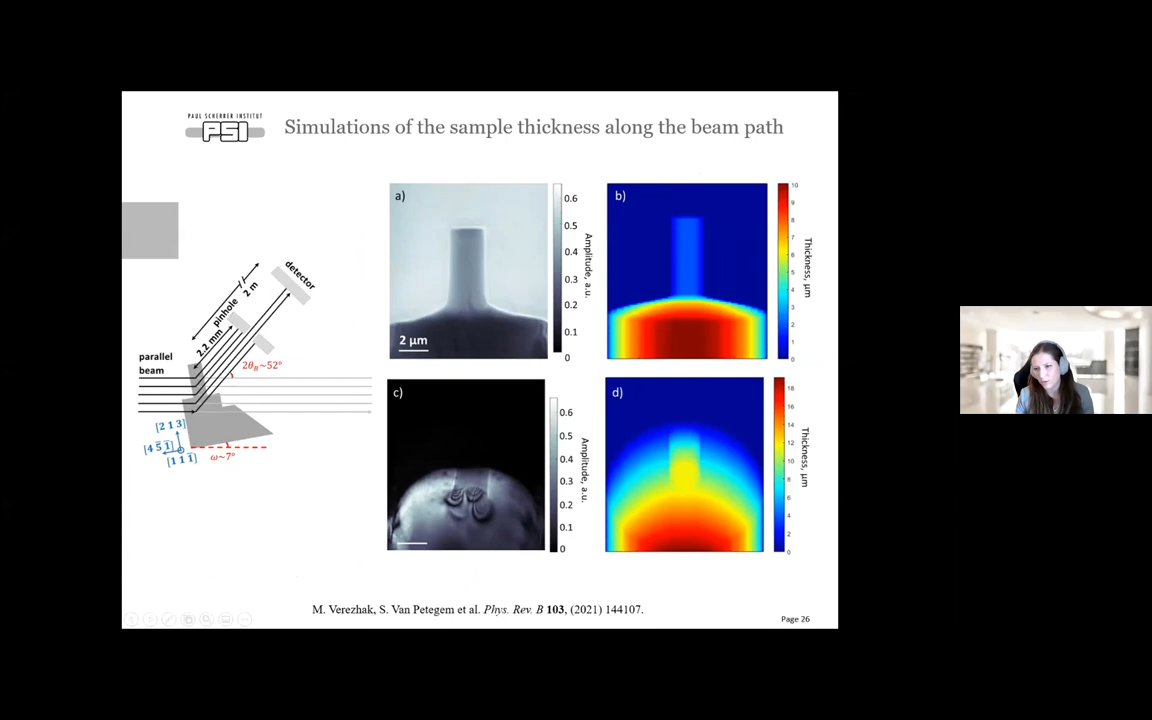 PAUL SCHERRER INSTITUT
PSI
Simulations of the sample thickness along the beam path
a)
0.6
0.5
0.4
0.3
0.2
0.1
0
Amplitude, a.u.
2 µm
b)
10
9
8
7
6
5
4
3
2
1
0
Thickness, µm
detector
2 m
pinhole
2.2 mm
parallel
beam
2θ_B~52°
[2 1 3]
[4 5̅ 1̅]
[1 1 1̅]
ω~7°
c)
0.6
0.5
0.4
0.3
0.2
0.1
0
Amplitude, a.u.
d)
18
16
14
12
10
8
6
4
2
0
Thickness, µm
M. Verezhak, S. Van Petegem et al. Phys. Rev. B 103, (2021) 144107.
Page 26